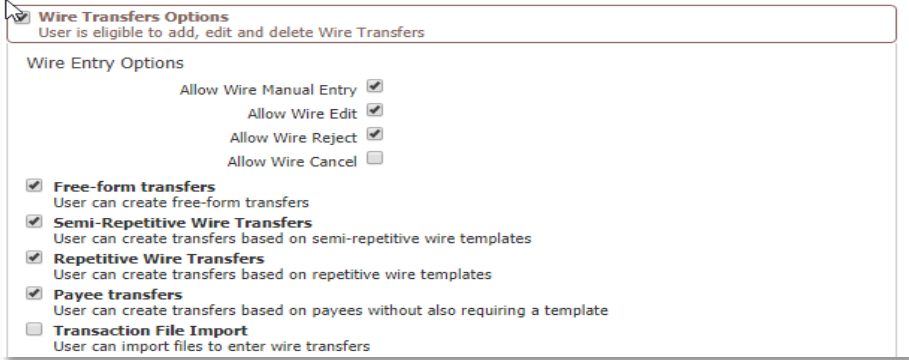 Wire Transfers Options
User is eligible to add, edit and delete Wire Transfers
Wire Entry Options
Allow Wire Manual Entry
Allow Wire Edit
Allow Wire Reject
Allow Wire Cancel
Free-form transfers
User can create free-form transfers
Semi-Repetitive Wire Transfers
User can create transfers based on semi-repetitive wire templates
Repetitive Wire Transfers
User can create transfers based on repetitive wire templates
Payee transfers
User can create transfers based on payees without also requiring a template
Transaction File Import
User can import files to enter wire transfers